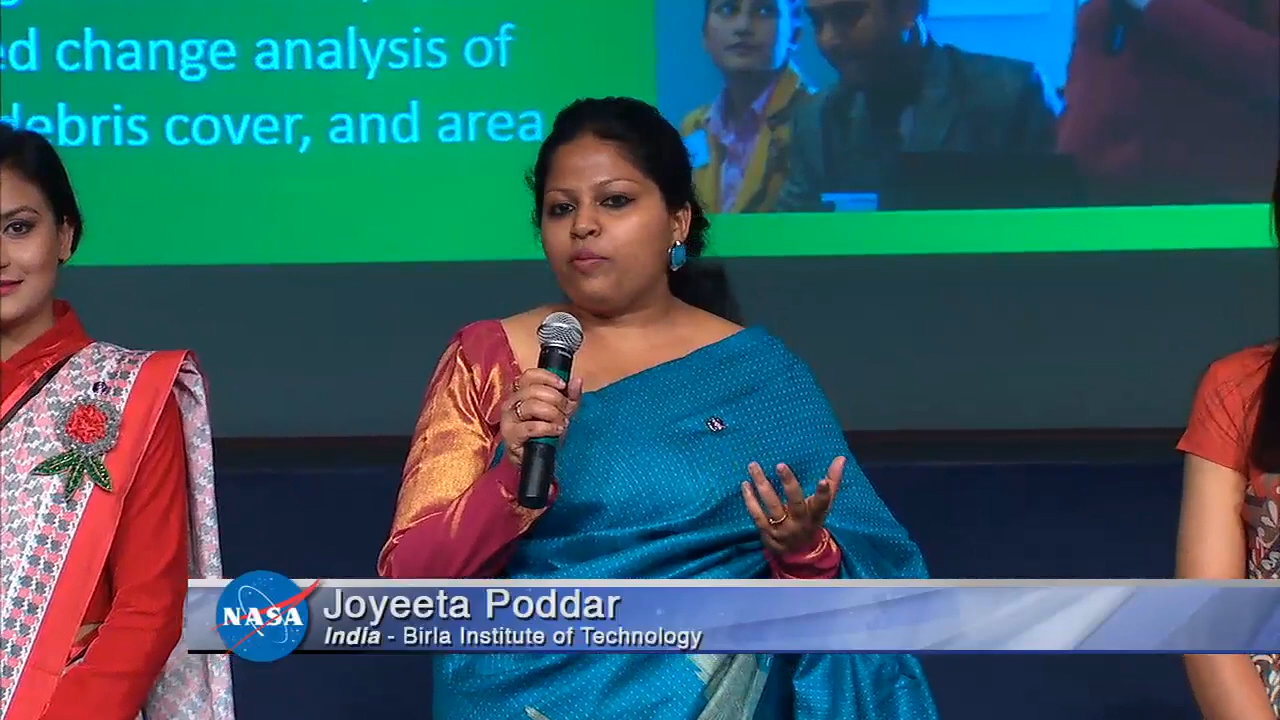 ed change analysis of
debris cover, and area
NASA
Joyeeta Poddar
India - Birla Institute of Technology